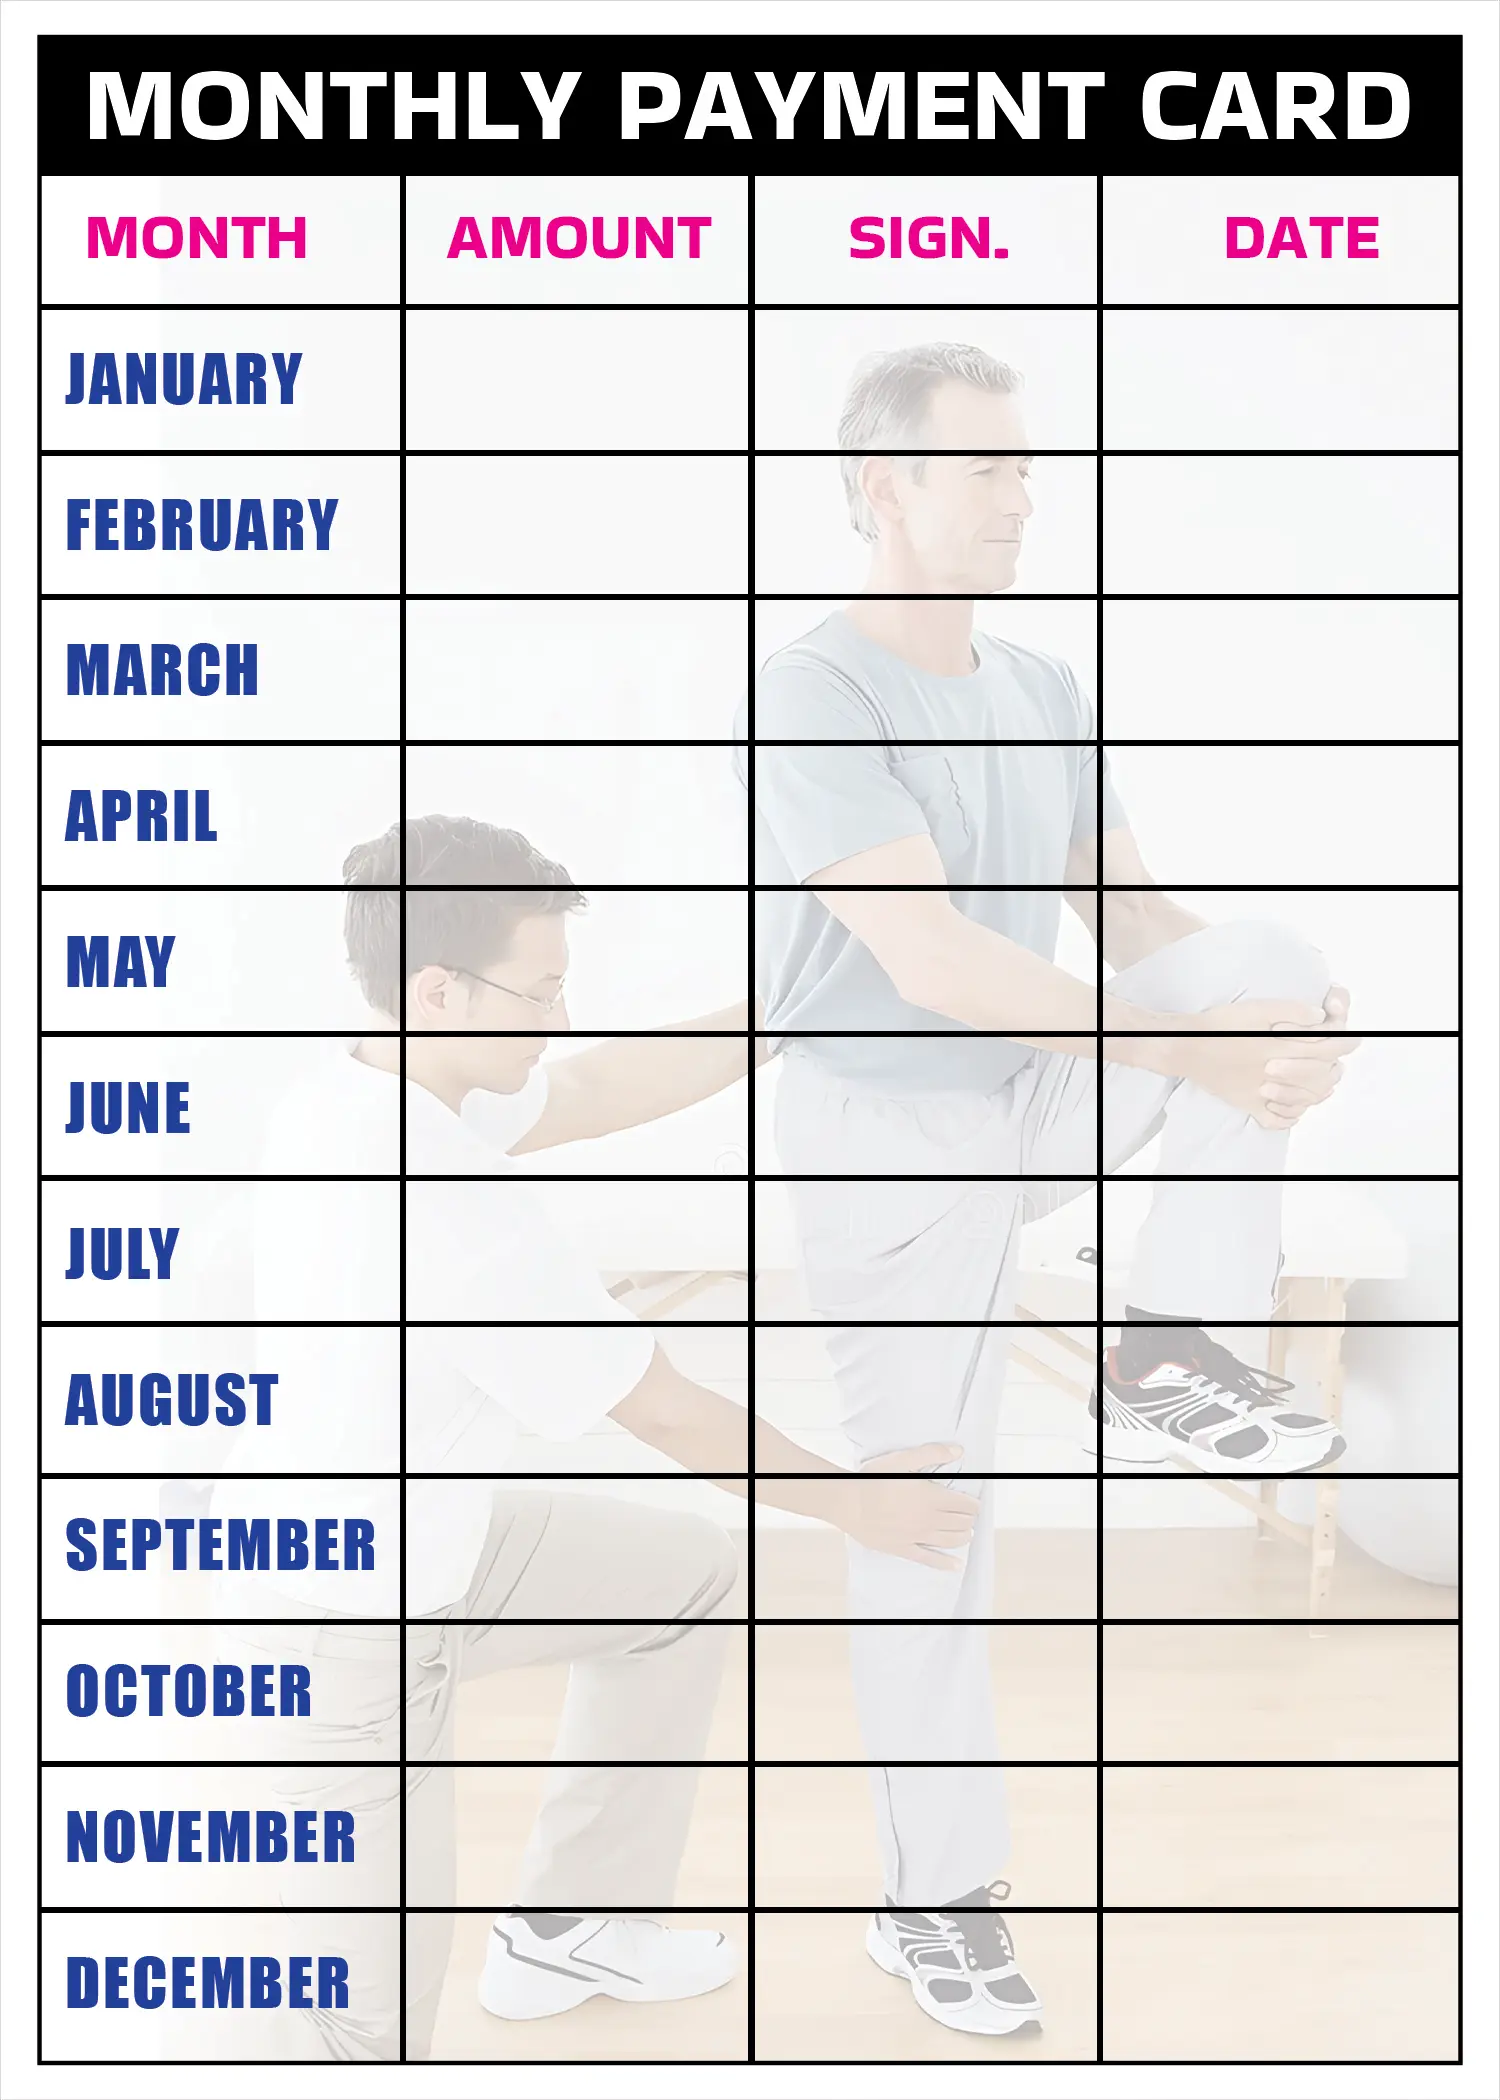 MONTHLY PAYMENT CARD
MONTH AMOUNT SIGN. DATE
JANUARY
FEBRUARY
MARCH
APRIL
MAY
JUNE
JULY
AUGUST
SEPTEMBER
OCTOBER
NOVEMBER
DECEMBER